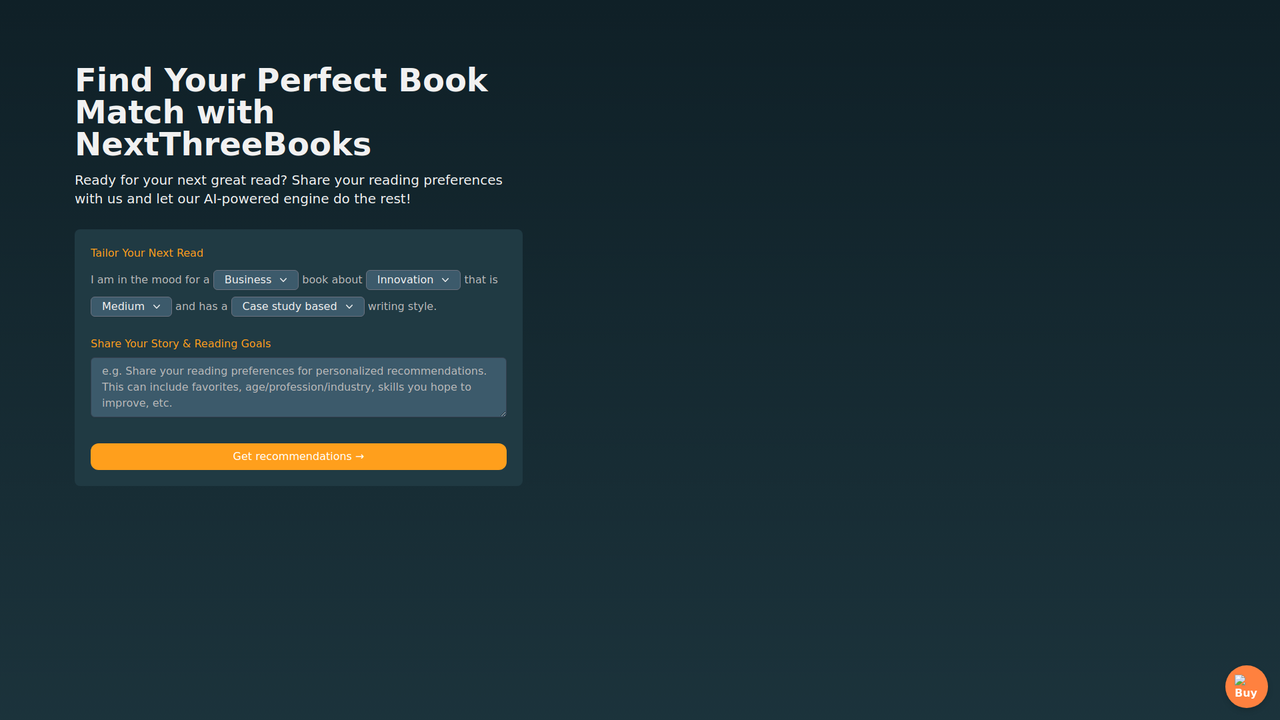 Find Your Perfect Book
Match with
NextThreeBooks
Ready for your next great read? Share your reading preferences
with us and let our AI-powered engine do the rest!
Tailor Your Next Read
I am in the mood for a Business book about Innovation that is
Medium and has a Case study based writing style.
Share Your Story & Reading Goals
e.g. Share your reading preferences for personalized recommendations.
This can include favorites, age/profession/industry, skills you hope to
improve, etc.
Get recommendations →
Buy